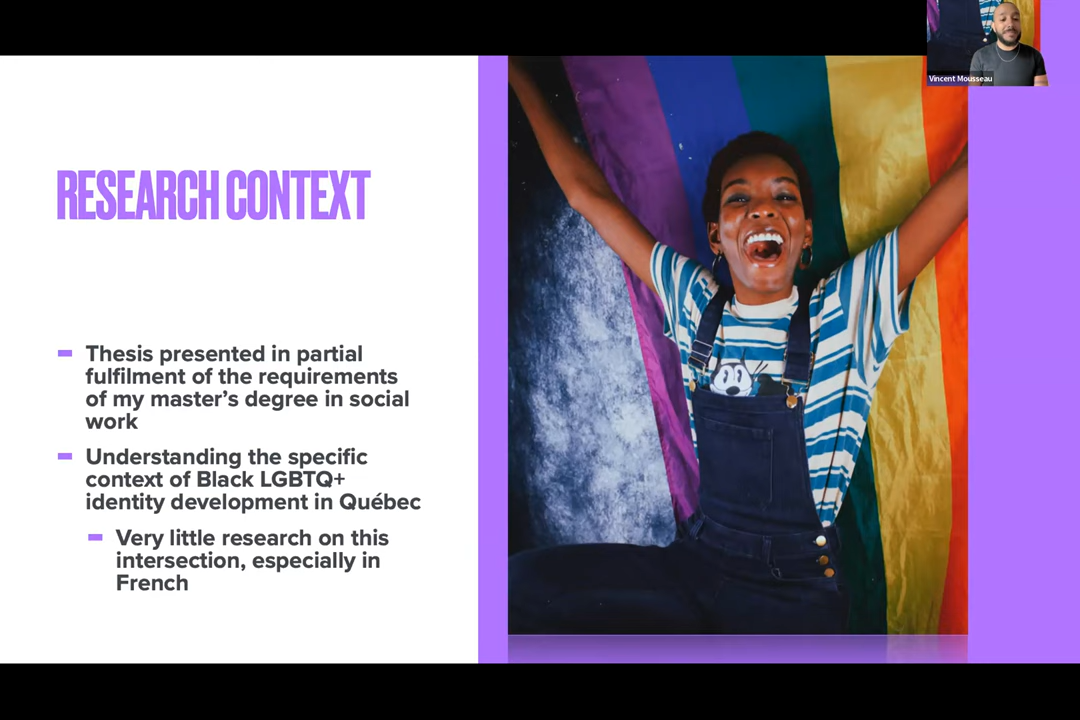 Vincent Mousseau
RESEARCH CONTEXT
Thesis presented in partial
fulfilment of the requirements
of my master's degree in social
work
Understanding the specific
context of Black LGBTQ+
identity development in Québec
Very little research on this
intersection, especially in
French